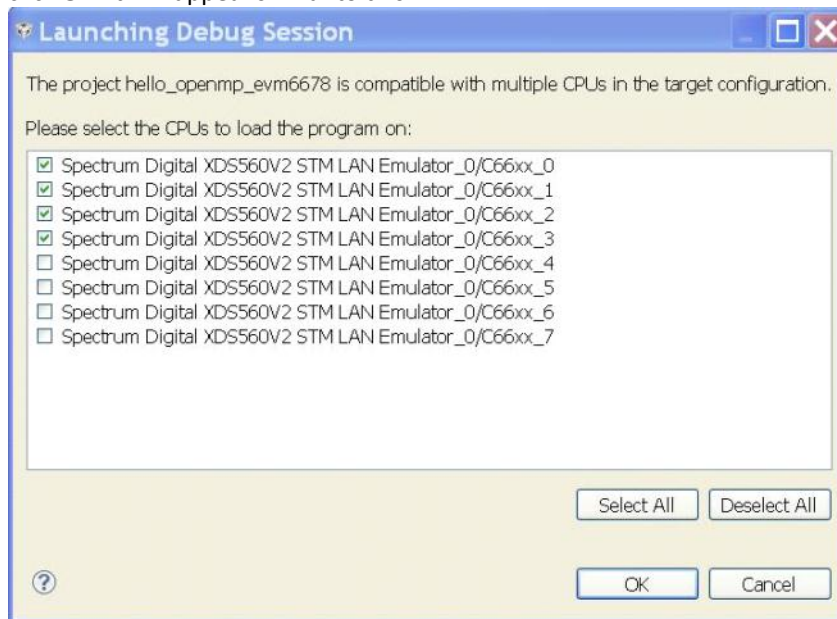 Launching Debug Session
The project hello_openmp_evm6678 is compatible with multiple CPUs in the target configuration.
Please select the CPUs to load the program on:
Spectrum Digital XDS560V2 STM LAN Emulator_0/C66xx_0
Spectrum Digital XDS560V2 STM LAN Emulator_0/C66xx_1
Spectrum Digital XDS560V2 STM LAN Emulator_0/C66xx_2
Spectrum Digital XDS560V2 STM LAN Emulator_0/C66xx_3
Spectrum Digital XDS560V2 STM LAN Emulator_0/C66xx_4
Spectrum Digital XDS560V2 STM LAN Emulator_0/C66xx_5
Spectrum Digital XDS560V2 STM LAN Emulator_0/C66xx_6
Spectrum Digital XDS560V2 STM LAN Emulator_0/C66xx_7
Select All Deselect All
OK Cancel